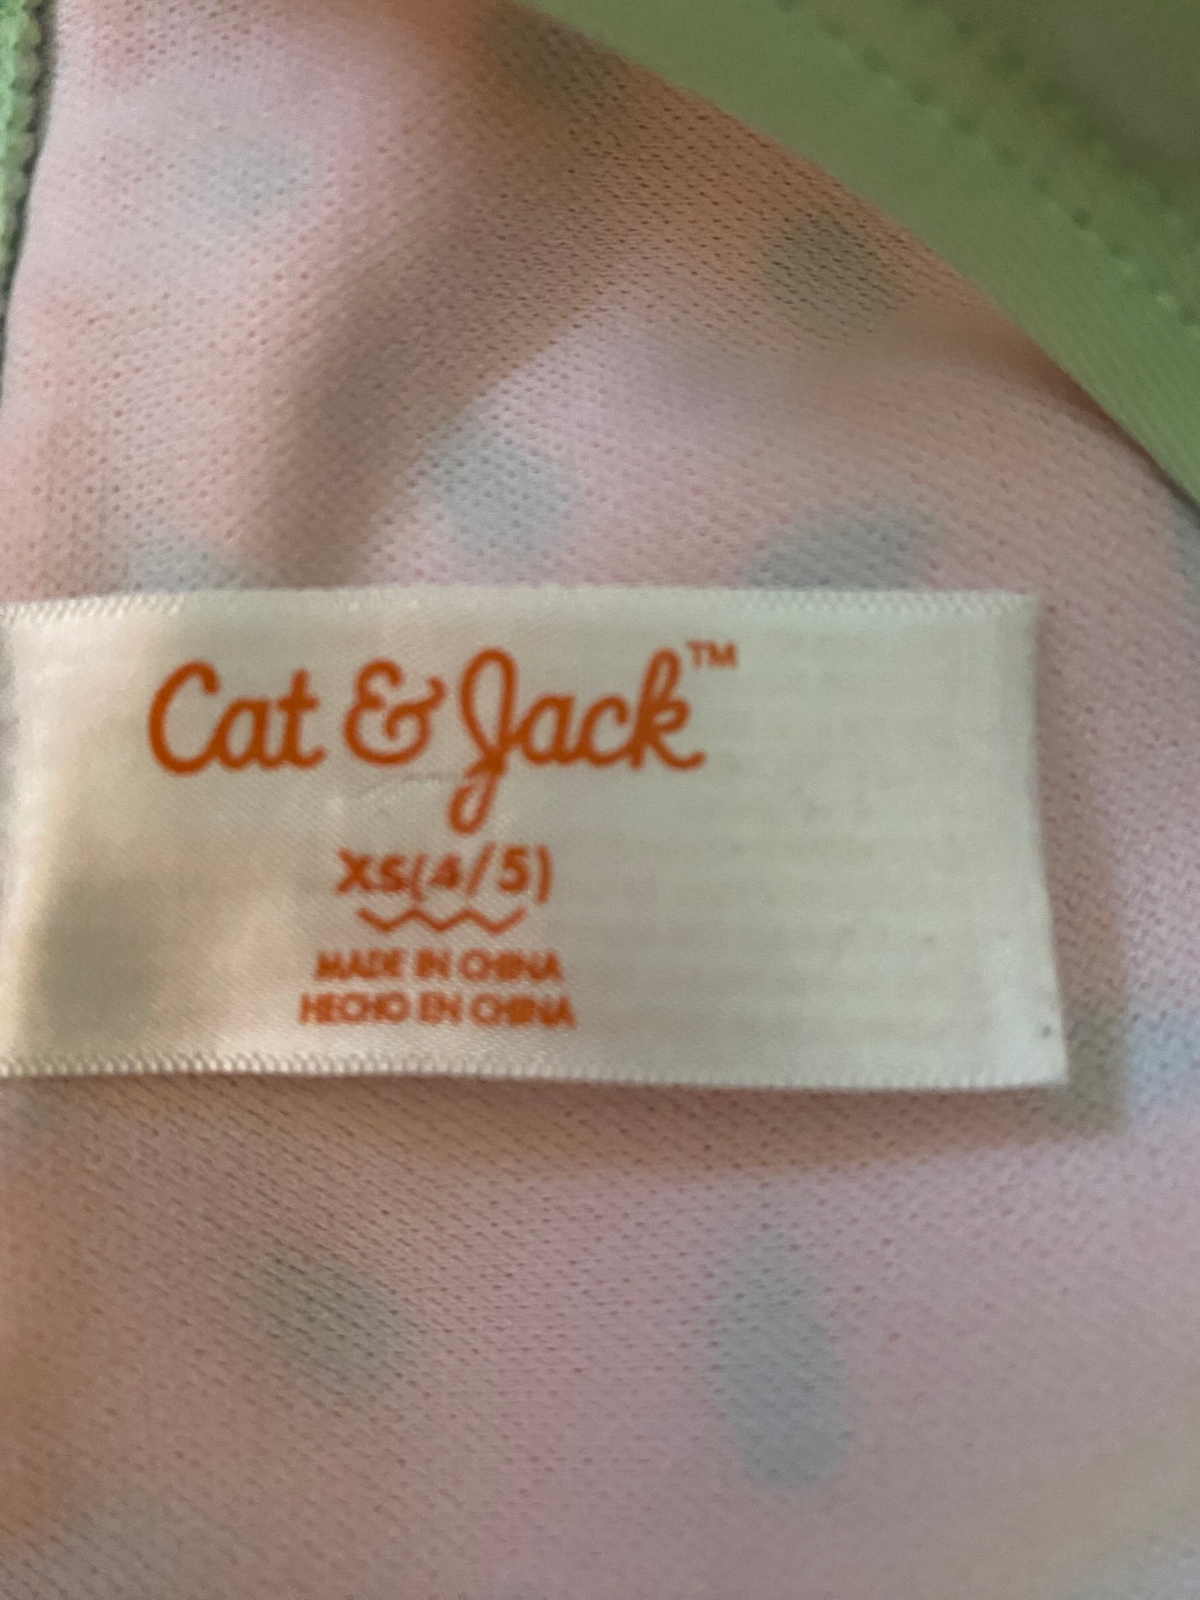 Cat & Jack™
XS(4/5)
MADE IN CHINA
HECHO EN CHINA